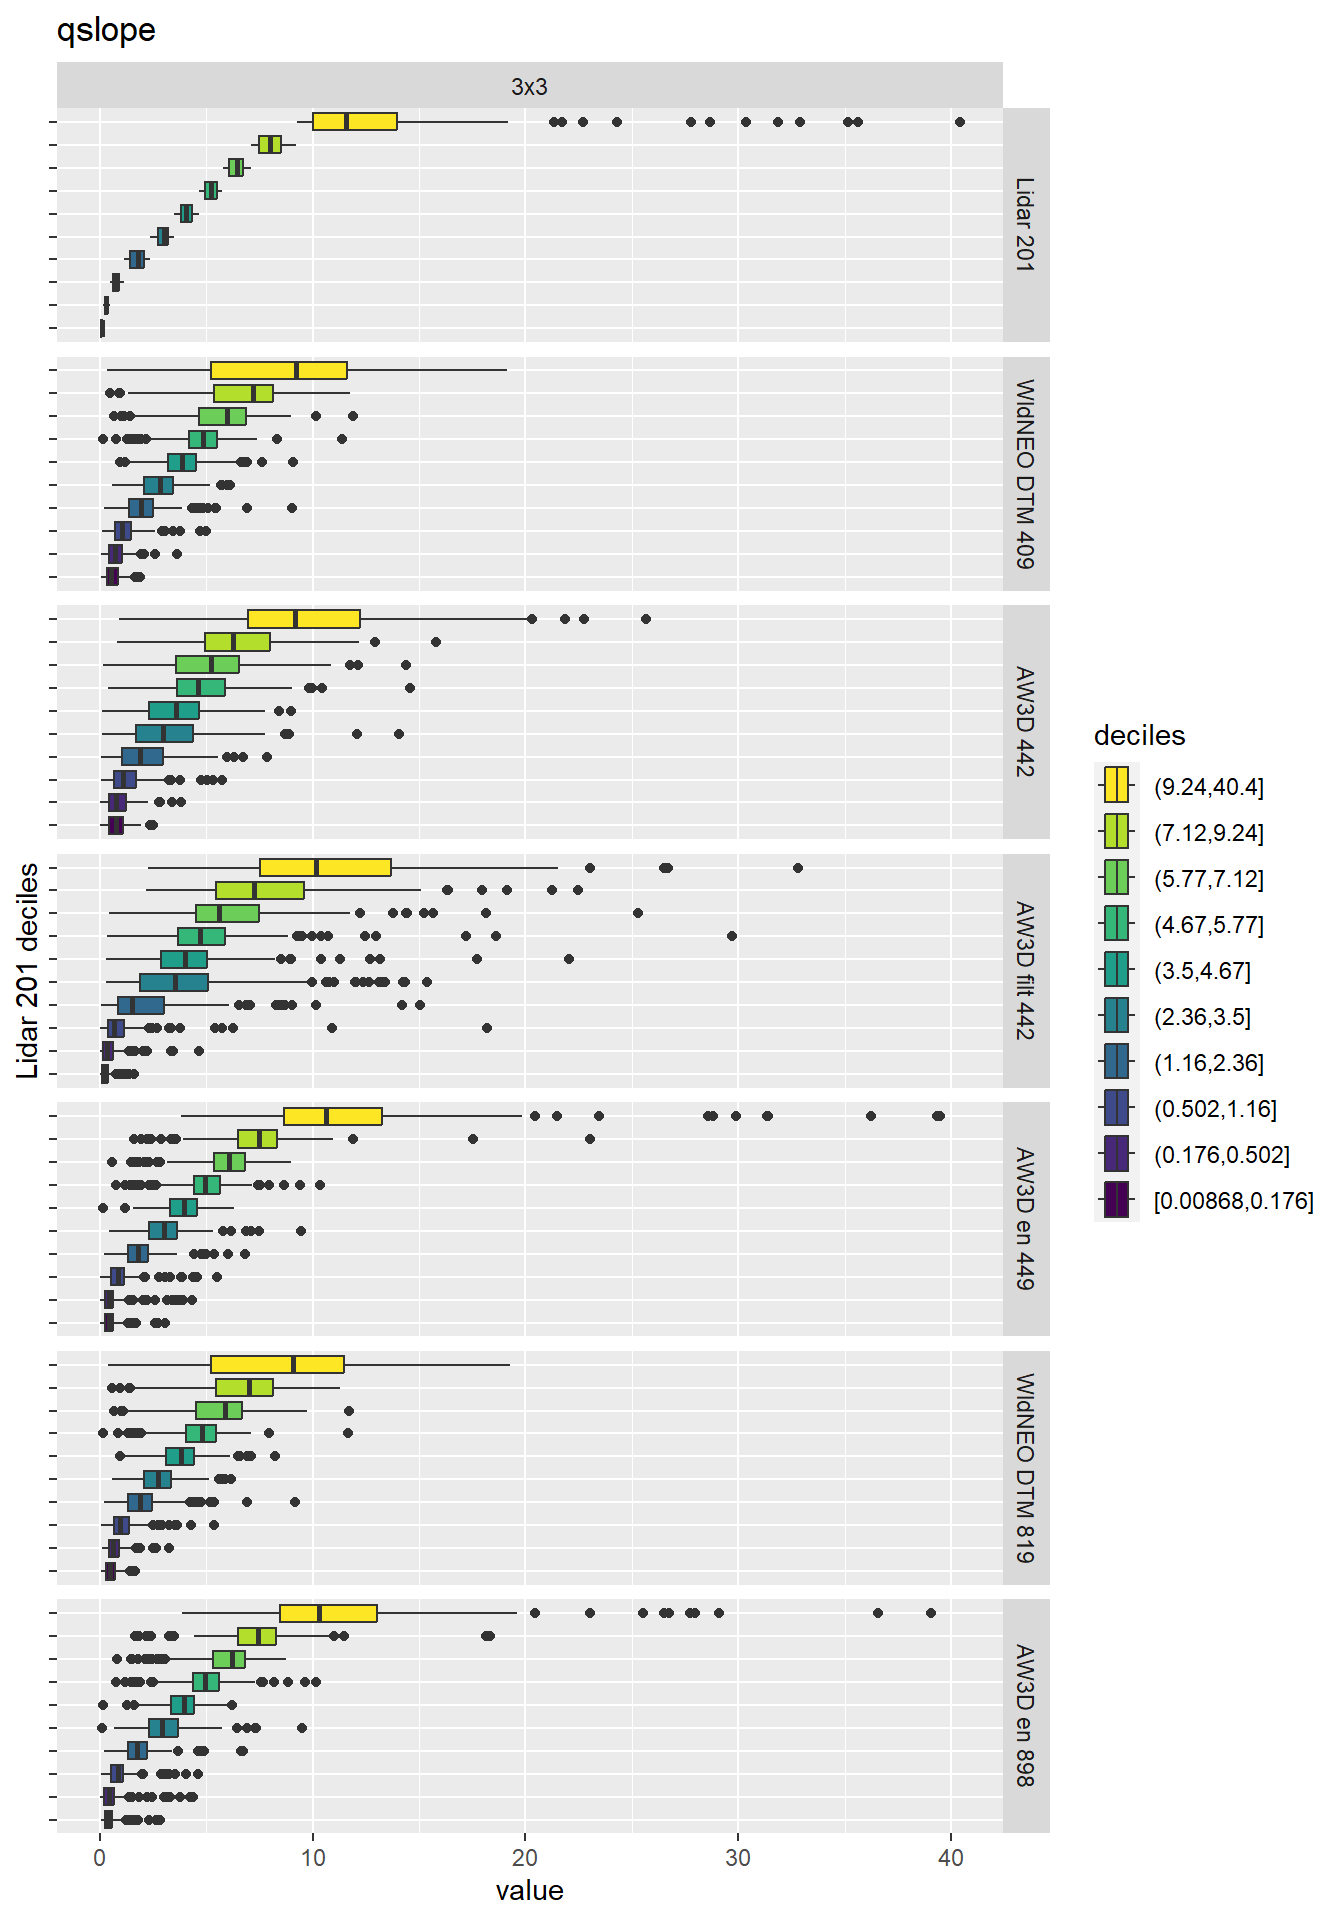 qslope
3x3
Lidar 201
WldNEO DTM 409
AW3D 442
AW3D filt 442
AW3D en 449
WldNEO DTM 819
AW3D en 898
Lidar 201 deciles
0 10 20 30 40
value
deciles
(9.24,40.4]
(7.12,9.24]
(5.77,7.12]
(4.67,5.77]
(3.5,4.67]
(2.36,3.5]
(1.16,2.36]
(0.502,1.16]
(0.176,0.502]
[0.00868,0.176]